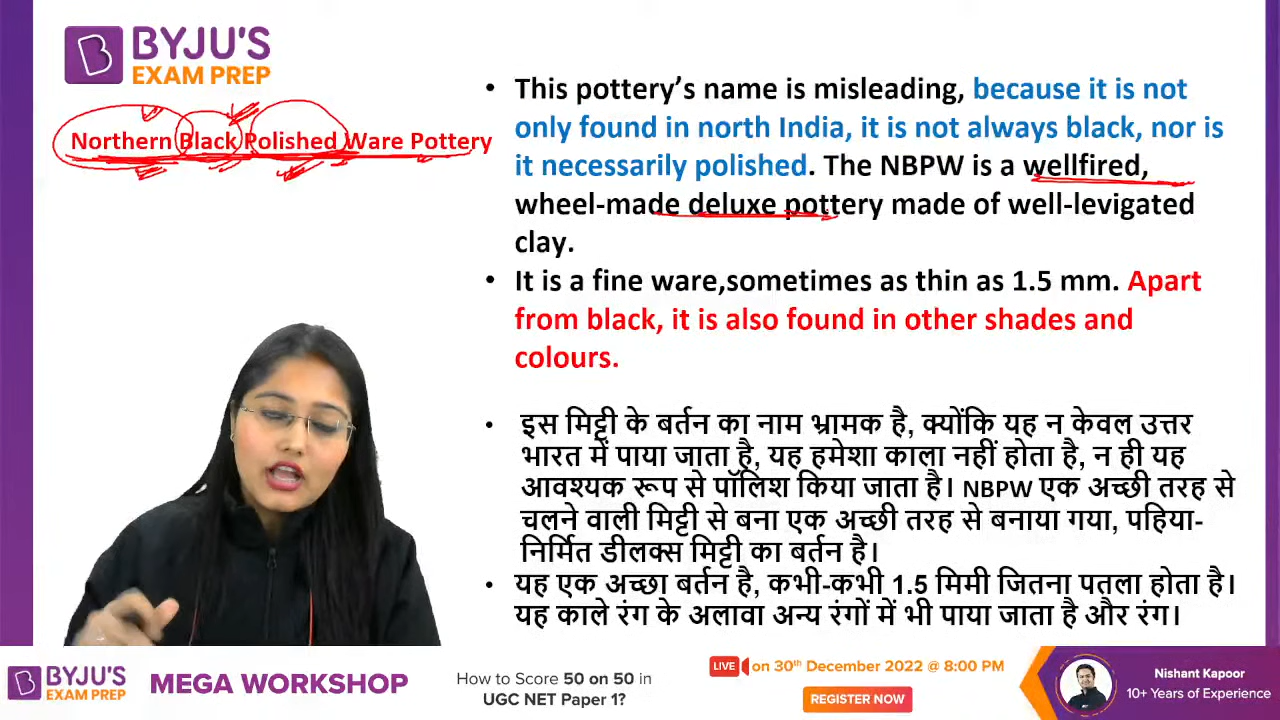 BYJU'S
EXAM PREP
Northern Black Polished Ware Pottery
• This pottery's name is misleading, because it is not
only found in north India, it is not always black, nor is
it necessarily polished. The NBPW is a wellfired,
wheel-made deluxe pottery made of well-levigated
clay.
• It is a fine ware,sometimes as thin as 1.5 mm. Apart
from black, it is also found in other shades and
colours.
• इस मिट्टी के बर्तन का नाम भ्रामक है, क्योंकि यह न केवल उत्तर
भारत में पाया जाता है, यह हमेशा काला नहीं होता है, न ही यह
आवश्यक रूप से पॉलिश किया जाता है। NBPW एक अच्छी तरह से
चलने वाली मिट्टी से बना एक अच्छी तरह से बनाया गया, पहिया-
निर्मित डीलक्स मिट्टी का बर्तन है।
• यह एक अच्छा बर्तन है, कभी-कभी 1.5 मिमी जितना पतला होता है।
यह काले रंग के अलावा अन्य रंगों में भी पाया जाता है और रंग।
BYJU'S
EXAM PREP
MEGA WORKSHOP
How to Score 50 on 50 in
UGC NET Paper 1?
LIVE on 30th December 2022 @ 8:00 PM
REGISTER NOW
Nishant Kapoor
10+ Years of Experience